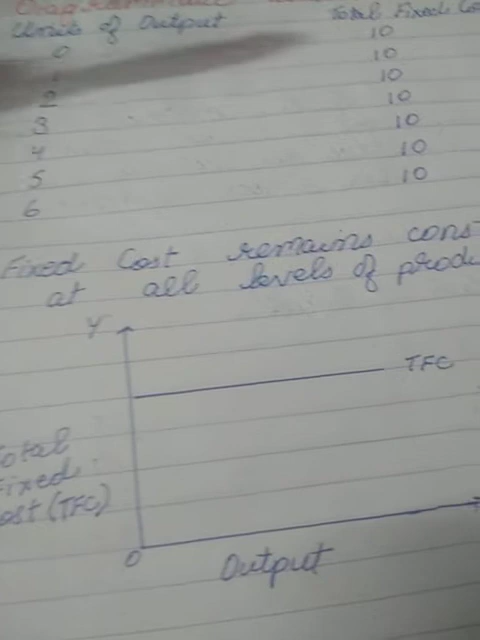 Units of Output Total Fixed Co
0 10
1 10
2 10
3 10
4 10
5 10
6 10
Fixed Cost remains cons
at all levels of produ
Y
TFC
Total
Fixed
Cost (TFC)
0
Output